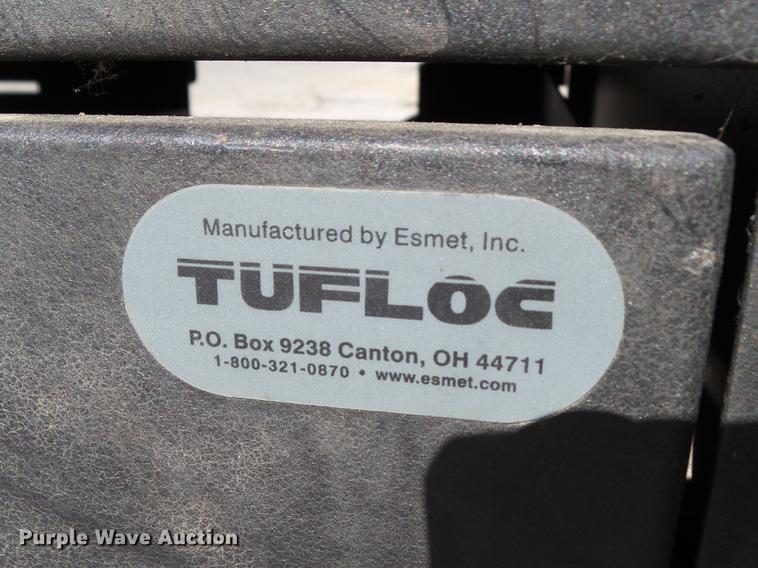 Manufactured by Esmet, Inc.
TUFLOC
P.O. Box 9238 Canton, OH 44711
1-800-321-0870 • www.esmet.com
Purple Wave Auction